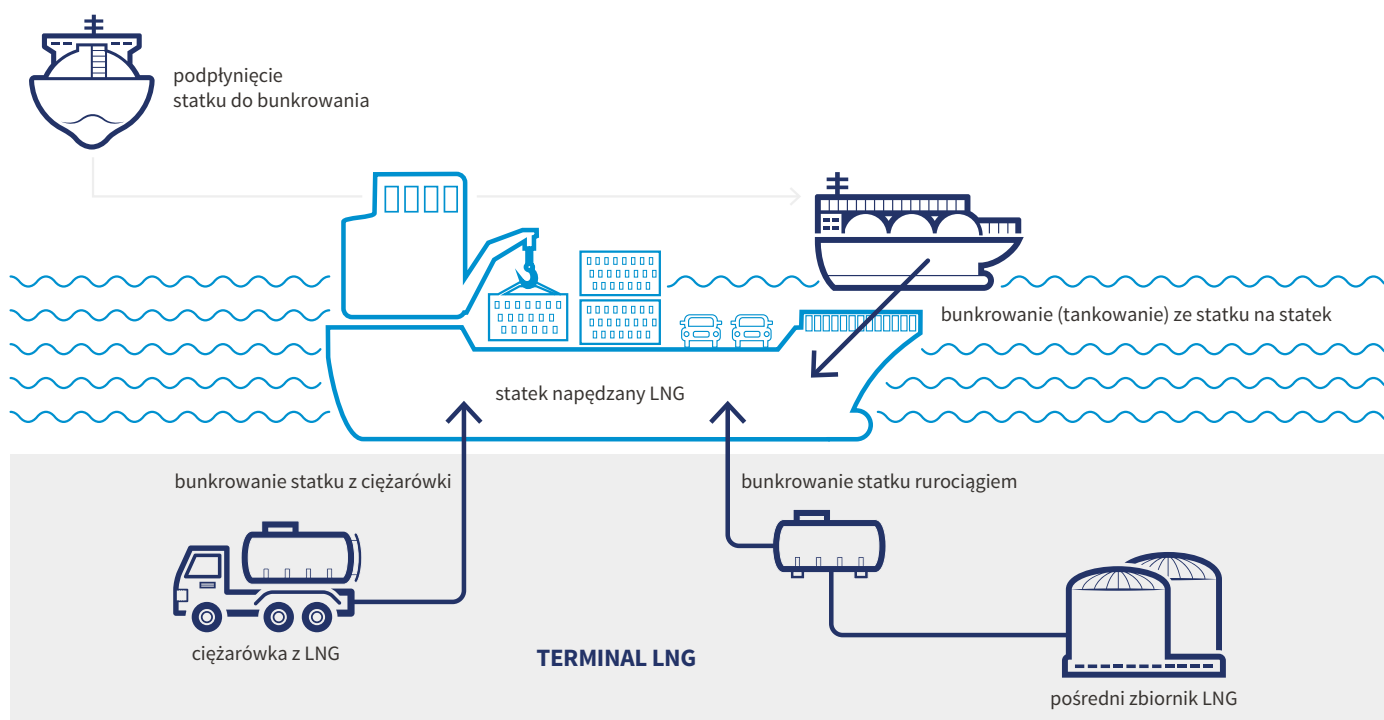 podpłynięcie
statku do bunkrowania
bunkrowanie (tankowanie) ze statku na statek
statek napędzany LNG
bunkrowanie statku z ciężarówki
bunkrowanie statku rurociągiem
ciężarówka z LNG
TERMINAL LNG
pośredni zbiornik LNG